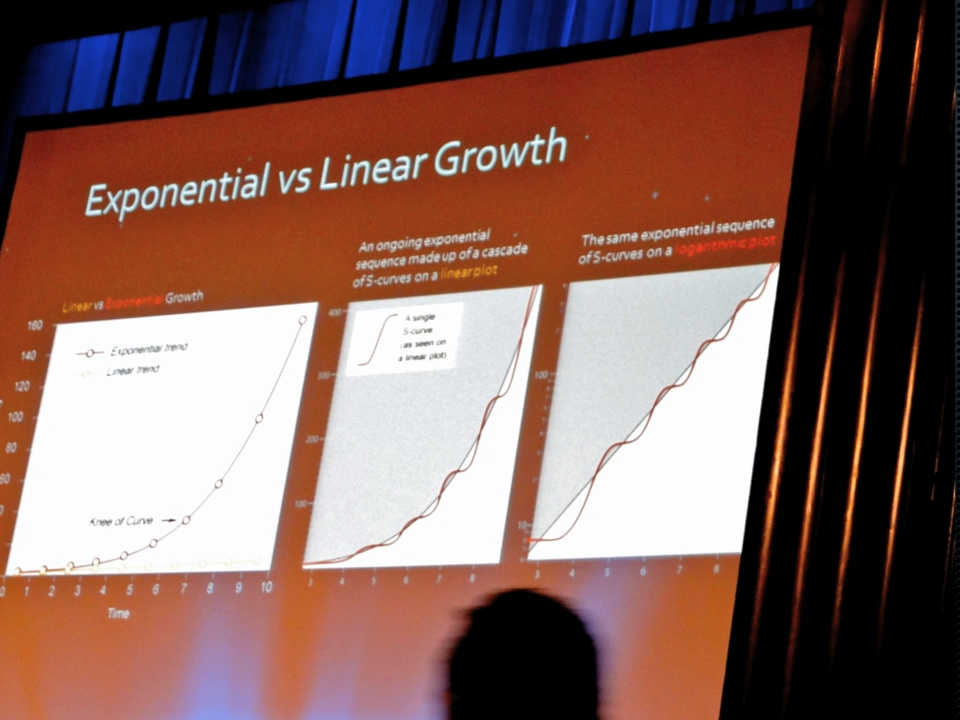 Exponential vs Linear Growth
Linear vs Exponential Growth
160
140
120
100
80
60
Exponential trend
Linear trend
Knee of Curve
0 1 2 3 4 5 6 7 8 9 10
Time
An ongoing exponential
sequence made up of a cascade
of S-curves on a linear plot
400
300
200
100
A single
S-curve
(as seen on
a linear plot)
3 4 5 6 7 8
The same exponential sequence
of S-curves on a logarithmic plot
100
10
3 4 5 6 7 8